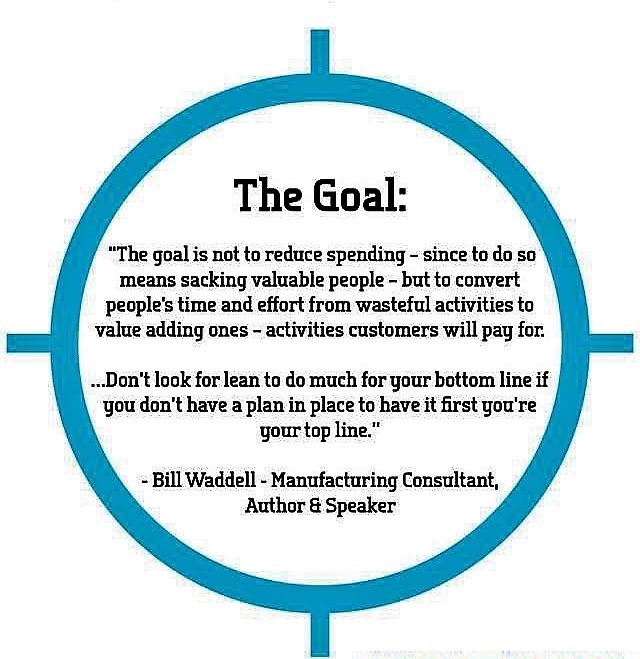 The Goal:
"The goal is not to reduce spending – since to do so
means sacking valuable people – but to convert
people's time and effort from wasteful activities to
value adding ones – activities customers will pay for.
...Don't look for lean to do much for your bottom line if
you don't have a plan in place to have it first you're
your top line."
- Bill Waddell - Manufacturing Consultant,
Author & Speaker